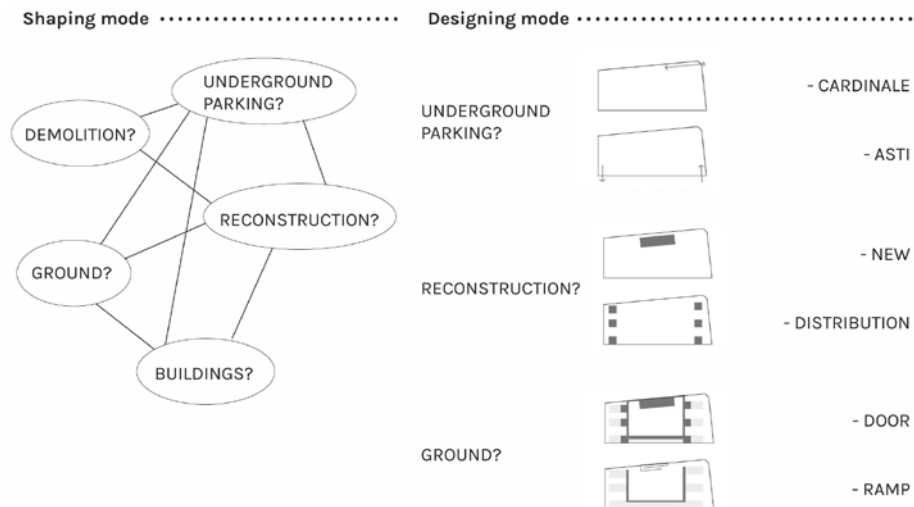 Shaping mode
UNDERGROUND
PARKING?
DEMOLITION?
RECONSTRUCTION?
GROUND?
BUILDINGS?
Designing mode
UNDERGROUND
PARKING?
- CARDINALE
- ASTI
RECONSTRUCTION?
- NEW
- DISTRIBUTION
GROUND?
- DOOR
- RAMP